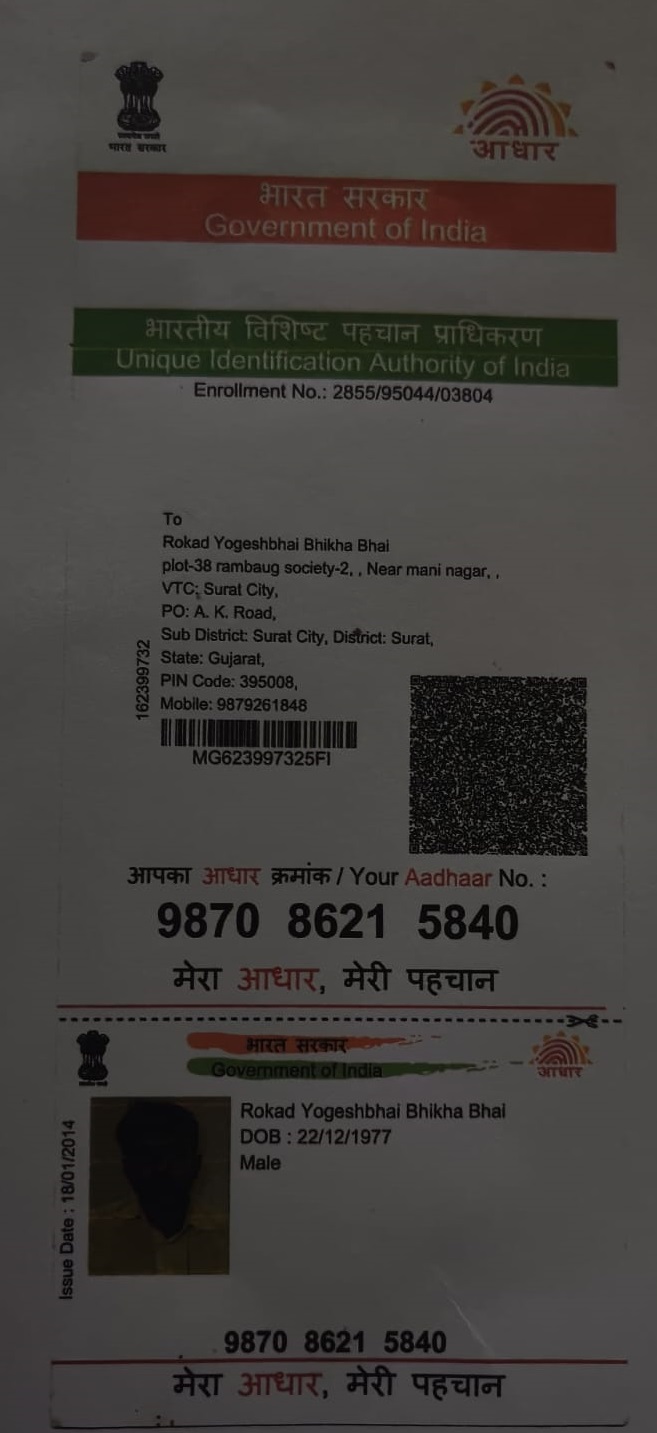 भारत सरकार
आधार
भारत सरकार
Government of India
भारतीय विशिष्ट पहचान प्राधिकरण
Unique Identification Authority of India
Enrollment No.: 2855/95044/03804
To
Rokad Yogeshbhai Bhikha Bhai
plot-38 rambaug society-2, , Near mani nagar, ,
VTC: Surat City,
PO: A. K. Road,
Sub District: Surat City, District: Surat,
State: Gujarat,
PIN Code: 395008,
Mobile: 9879261848
162399732
MG623997325FI
आपका आधार क्रमांक / Your Aadhaar No. :
9870 8621 5840
मेरा आधार, मेरी पहचान
भारत सरकार
Government of India
आधार
Rokad Yogeshbhai Bhikha Bhai
DOB : 22/12/1977
Male
Issue Date : 18/01/2014
9870 8621 5840
मेरा आधार, मेरी पहचान